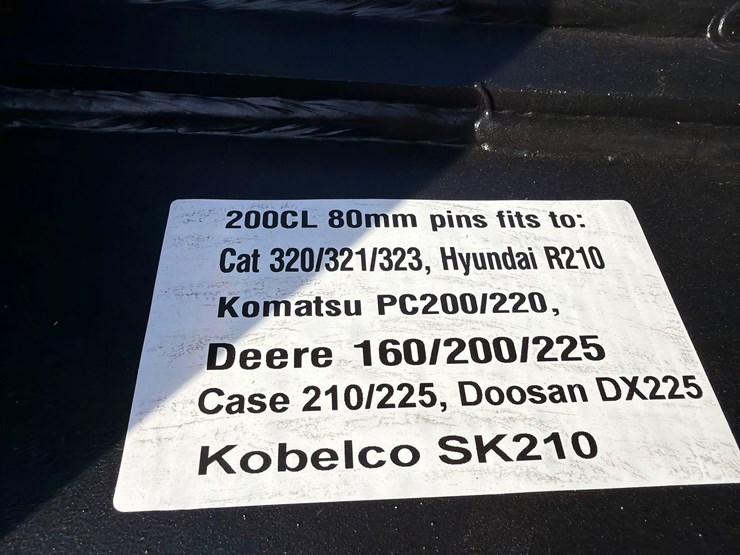 200CL 80mm pins fits to:
Cat 320/321/323, Hyundai R210
Komatsu PC200/220,
Deere 160/200/225
Case 210/225, Doosan DX225
Kobelco SK210